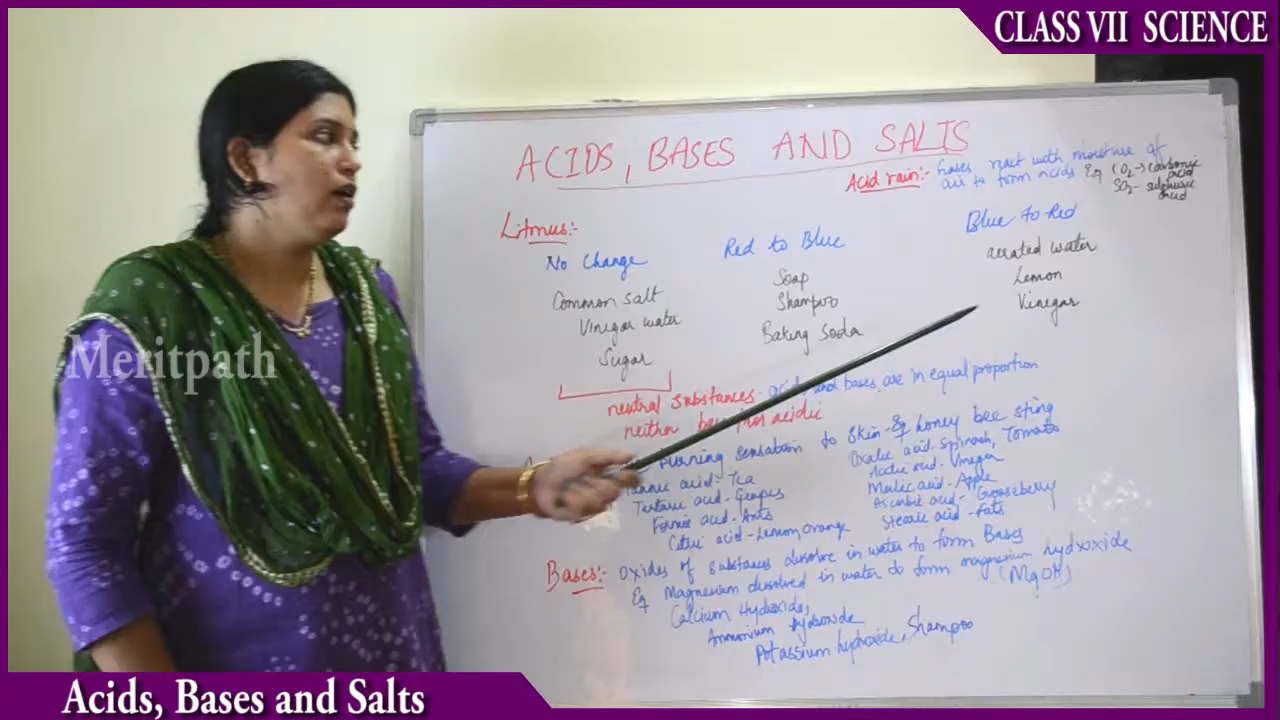 CLASS VII SCIENCE
ACIDS, BASES AND SALTS
Acid rain:- Gases react with moisture of
air to form acids Eg CO2 -> carbonic acid
SO2 - sulphuric acid
Litmus:-
No Change
Common salt
Vinegar water
Sugar
Red to Blue
Soap
Shampoo
Baking Soda
Blue to Red
aerated water
Lemon
Vinegar
neutral substances- acids and bases are in equal proportion
neither nor acidic
Burning sensation to skin - Eg honey bee sting
Tannic acid - Tea
Tartaric acid - Grapes
Formic acid - Ants
Citric acid - Lemon, orange
Oxalic acid - Spinach, Tomato
Acetic acid - Vinegar
Malic acid - Apple
Ascorbic acid - Gooseberry
Stearic acid - Fats
Bases:- Oxides of substances dissolve in water to form Bases
Eg Magnesium dissolved in water to form magnesium hydroxide
(MgOH)
Calcium Hydroxide,
Ammonium hydroxide
Potassium hydroxide, Shampoo
Meritpath
Acids, Bases and Salts